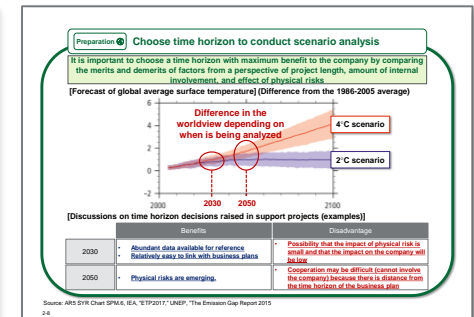 Preparation ④ Choose time horizon to conduct scenario analysis
It is important to choose a time horizon with maximum benefit to the company by comparing
the merits and demerits of factors from a perspective of project length, amount of internal
involvement, and effect of physical risks
[Forecast of global average surface temperature] (Difference from the 1986-2005 average)
6
4
2
0
-2
Difference in the
worldview depending on
when is being analyzed
4°C scenario
2°C scenario
2000
2030
2050
2100
[Discussions on time horizon decisions raised in support projects (examples)]
Benefits
Disadvantage
2030
• Abundant data available for reference
• Relatively easy to link with business plans
• Possibility that the impact of physical risk is
small and that the impact on the company will
be low
2050
• Physical risks are emerging.
• Cooperation may be difficult (cannot involve
the company) because there is distance from
the time horizon of the business plan
Source: AR5 SYR Chart SPM.6, IEA, "ETP2017," UNEP, "The Emission Gap Report 2015
2-8